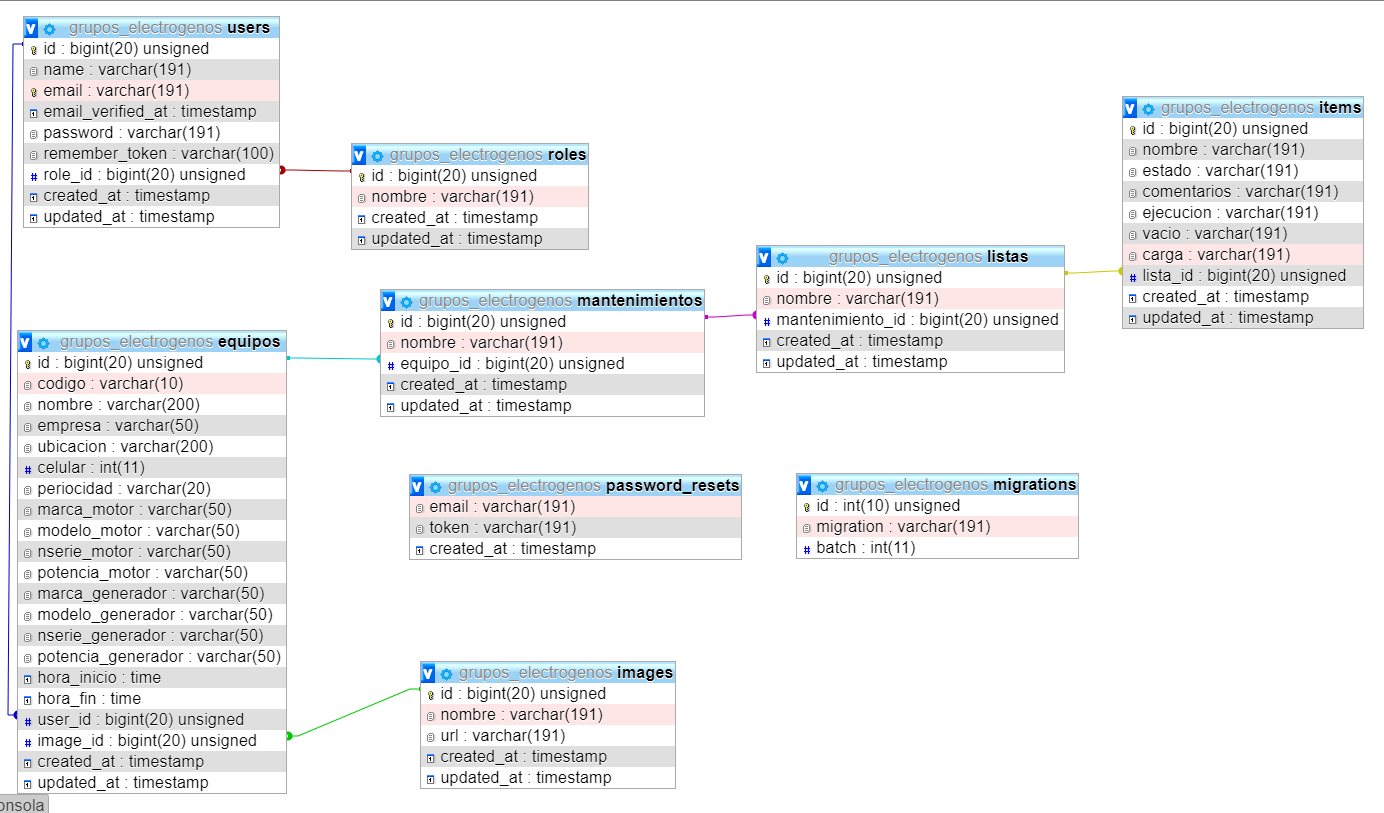 grupos_electrogenos users
id : bigint(20) unsigned
name : varchar(191)
email : varchar(191)
email_verified_at : timestamp
password : varchar(191)
remember_token : varchar(100)
role_id : bigint(20) unsigned
created_at : timestamp
updated_at : timestamp
grupos_electrogenos roles
id : bigint(20) unsigned
nombre : varchar(191)
created_at : timestamp
updated_at : timestamp
grupos_electrogenos items
id : bigint(20) unsigned
nombre : varchar(191)
estado : varchar(191)
comentarios : varchar(191)
ejecucion : varchar(191)
vacio : varchar(191)
carga : varchar(191)
lista_id : bigint(20) unsigned
created_at : timestamp
updated_at : timestamp
grupos_electrogenos listas
id : bigint(20) unsigned
nombre : varchar(191)
mantenimiento_id : bigint(20) unsigned
created_at : timestamp
updated_at : timestamp
grupos_electrogenos mantenimientos
id : bigint(20) unsigned
nombre : varchar(191)
equipo_id : bigint(20) unsigned
created_at : timestamp
updated_at : timestamp
grupos_electrogenos equipos
id : bigint(20) unsigned
codigo : varchar(10)
nombre : varchar(200)
empresa : varchar(50)
ubicacion : varchar(200)
celular : int(11)
periocidad : varchar(20)
marca_motor : varchar(50)
modelo_motor : varchar(50)
nserie_motor : varchar(50)
potencia_motor : varchar(50)
marca_generador : varchar(50)
modelo_generador : varchar(50)
nserie_generador : varchar(50)
potencia_generador : varchar(50)
hora_inicio : time
hora_fin : time
user_id : bigint(20) unsigned
image_id : bigint(20) unsigned
created_at : timestamp
updated_at : timestamp
grupos_electrogenos password_resets
email : varchar(191)
token : varchar(191)
created_at : timestamp
grupos_electrogenos migrations
id : int(10) unsigned
migration : varchar(191)
batch : int(11)
grupos_electrogenos images
id : bigint(20) unsigned
nombre : varchar(191)
url : varchar(191)
created_at : timestamp
updated_at : timestamp
onsola